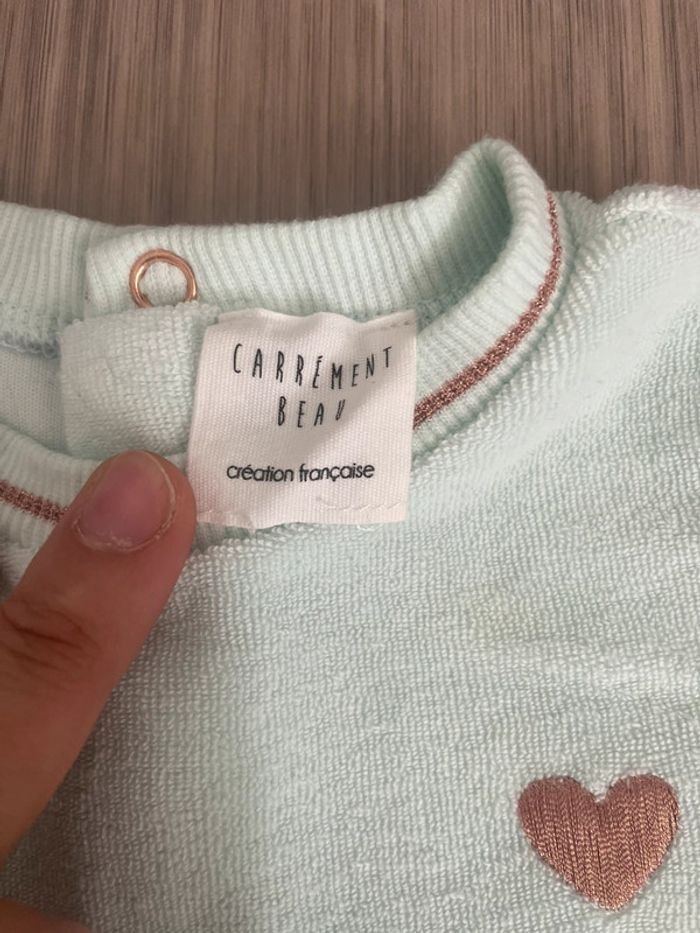 CARRÉMENT
BEAU
création française